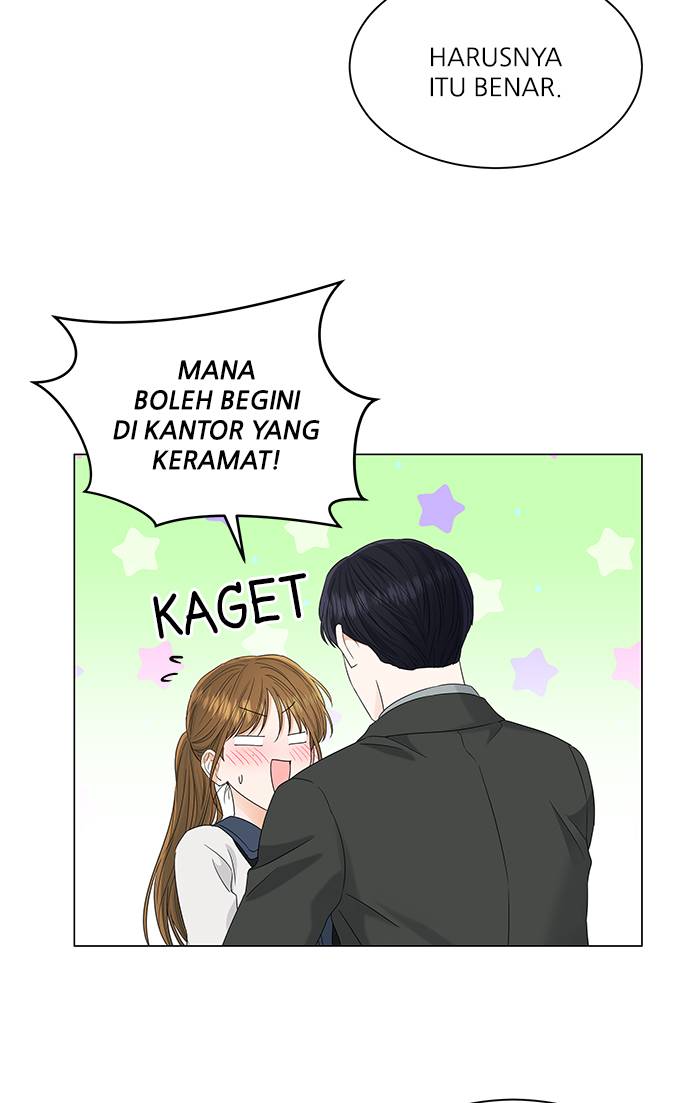 HARUSNYA
ITU BENAR.
MANA
BOLEH BEGINI
DI KANTOR YANG
KERAMAT!
KAGET